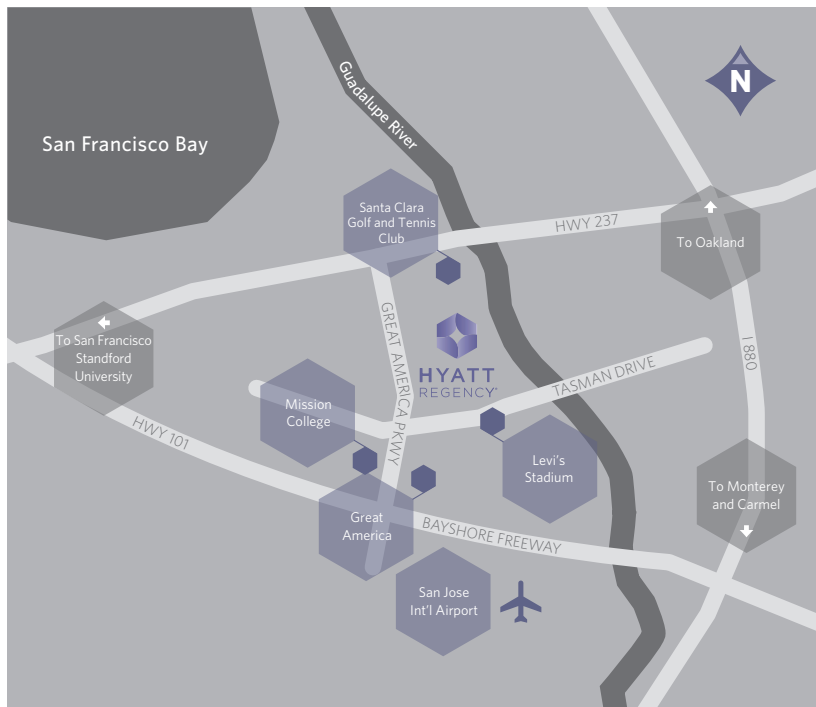 N
San Francisco Bay
Guadalupe River
Santa Clara
Golf and Tennis
Club
HWY 237
To Oakland
To San Francisco
Standford
University
GREAT AMERICA PKWY
HYATT
REGENCY
TASMAN DRIVE
I 880
Mission
College
HWY 101
Levi's
Stadium
To Monterey
and Carmel
Great
America
BAYSHORE FREEWAY
San Jose
Int'l Airport